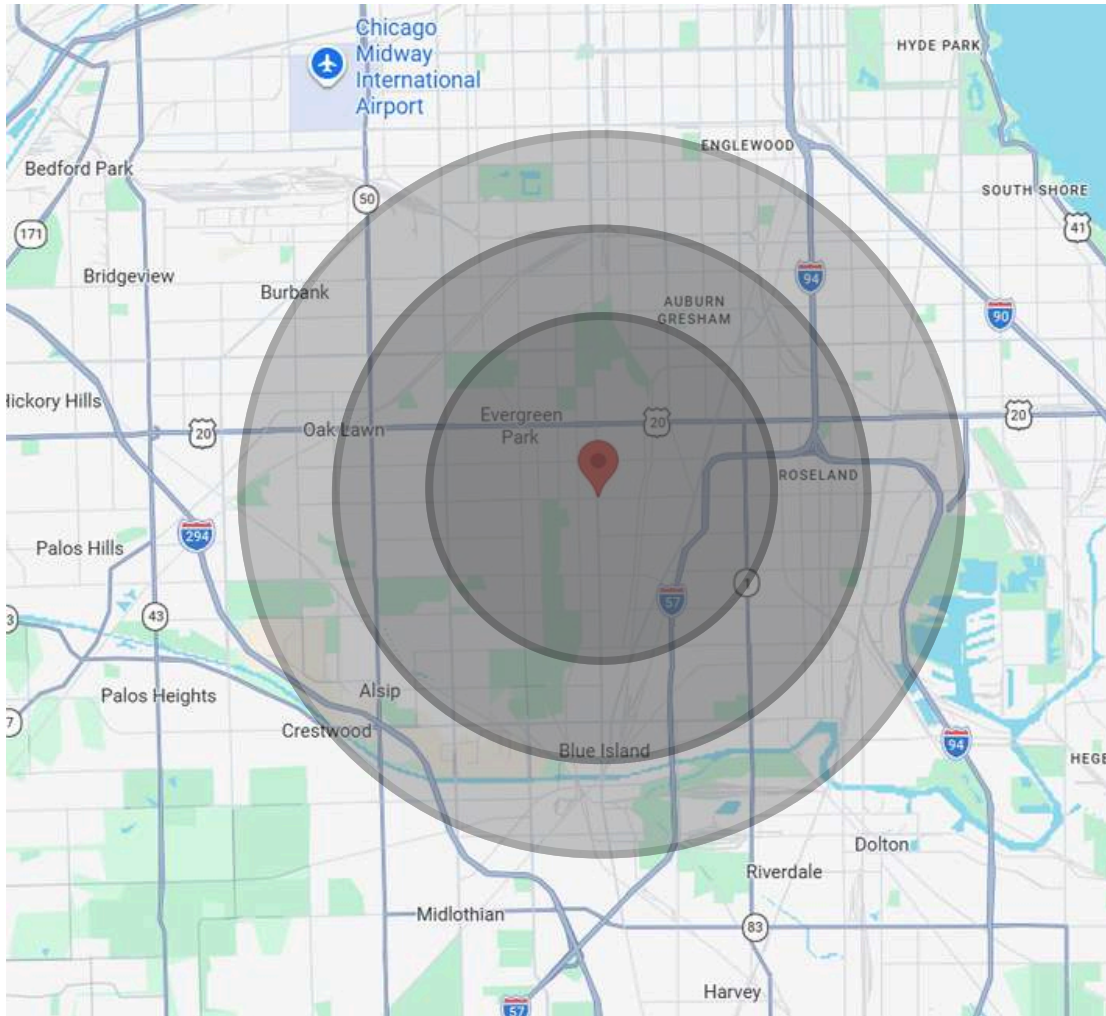 Chicago
Midway
International
Airport
HYDE PARK
ENGLEWOOD
Bedford Park
50
SOUTH SHORE
171
41
Bridgeview
94
Burbank
AUBURN
GRESHAM
90
Hickory Hills
Evergreen
Park
20
20
20
Oak Lawn
ROSELAND
294
Palos Hills
1
57
43
3
Palos Heights
Alsip
7
Crestwood
Blue Island
94
HEGE
Dolton
Riverdale
Midlothian
83
Harvey
57